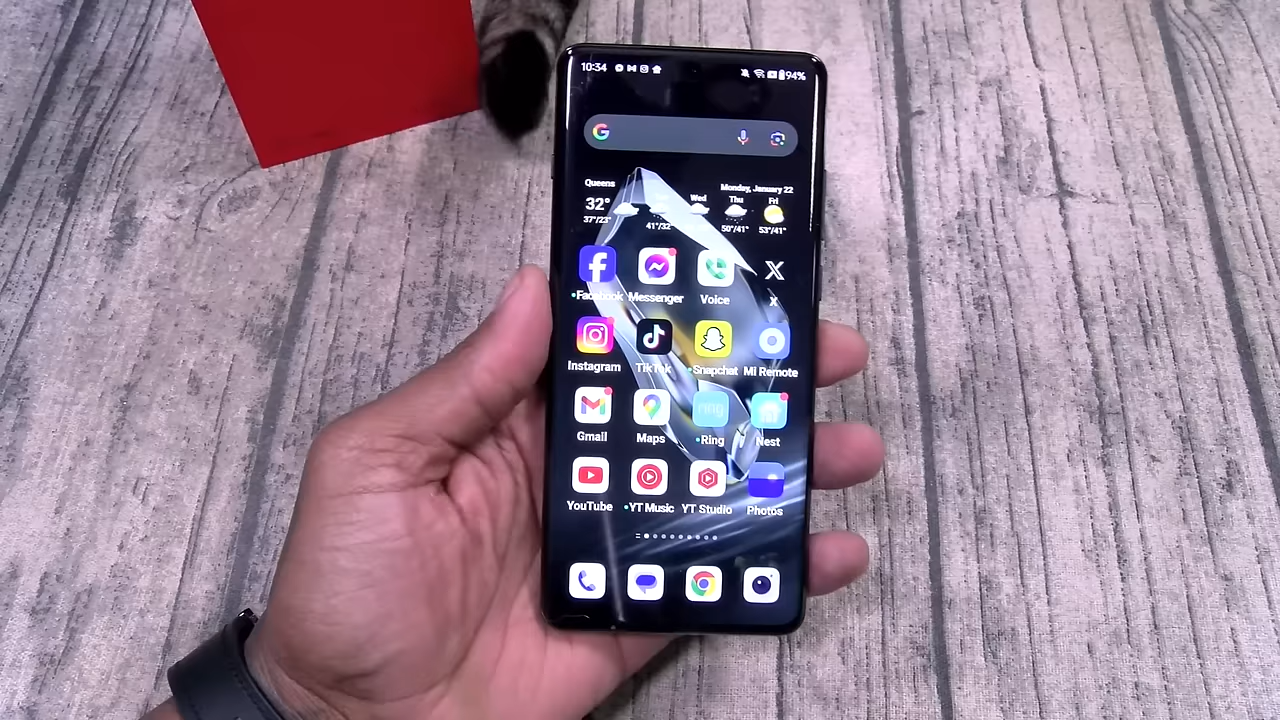 10:34 94%
G
Queens Monday, January 22
Wed Thu Fri
32°
37°/23° 41°/32° 50°/41° 53°/41°
Facebook Messenger Voice X
Instagram TikTok Snapchat Mi Remote
ring
Gmail Maps Ring Nest
YouTube YT Music YT Studio Photos